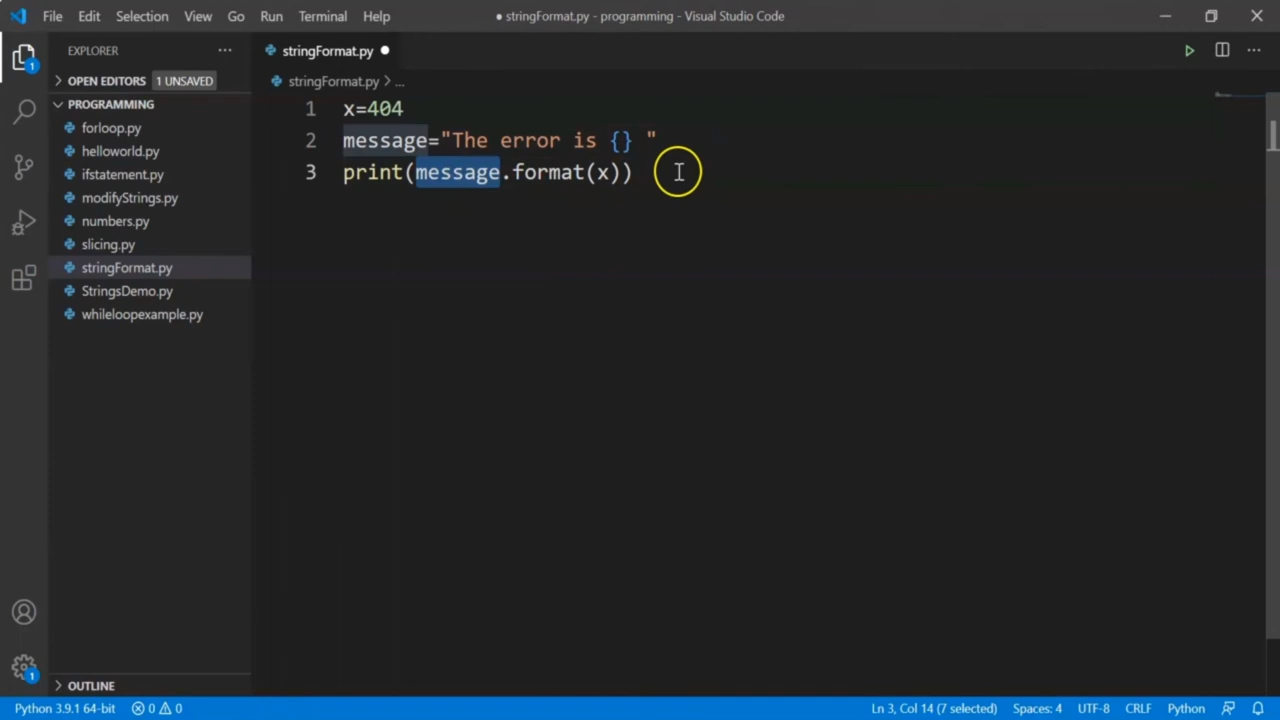 File Edit Selection View Go Run Terminal Help
● stringFormat.py - programming - Visual Studio Code
EXPLORER ...
stringFormat.py ●
OPEN EDITORS 1 UNSAVED
stringFormat.py > ...
PROGRAMMING
forloop.py
helloworld.py
ifstatement.py
modifyStrings.py
numbers.py
slicing.py
stringFormat.py
StringsDemo.py
whileloopexample.py
1 x=404
2 message="The error is {} "
3 print(message.format(x))
1
1
OUTLINE
Python 3.9.1 64-bit 0 0 Ln 3, Col 14 (7 selected) Spaces: 4 UTF-8 CRLF Python